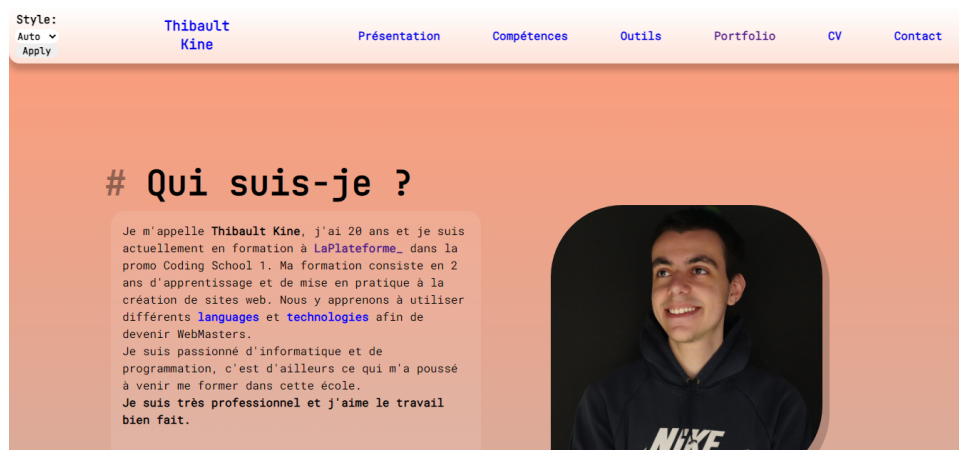 Style:
Auto
Apply
Thibault
Kine
Présentation
Compétences
Outils
Portfolio
CV
Contact
# Qui suis-je ?
Je m'appelle Thibault Kine, j'ai 20 ans et je suis
actuellement en formation à LaPlateforme_ dans la
promo Coding School 1. Ma formation consiste en 2
ans d'apprentissage et de mise en pratique à la
création de sites web. Nous y apprenons à utiliser
différents languages et technologies afin de
devenir WebMasters.
Je suis passionné d'informatique et de
programmation, c'est d'ailleurs ce qui m'a poussé
à venir me former dans cette école.
Je suis très professionnel et j'aime le travail
bien fait.
NIKE